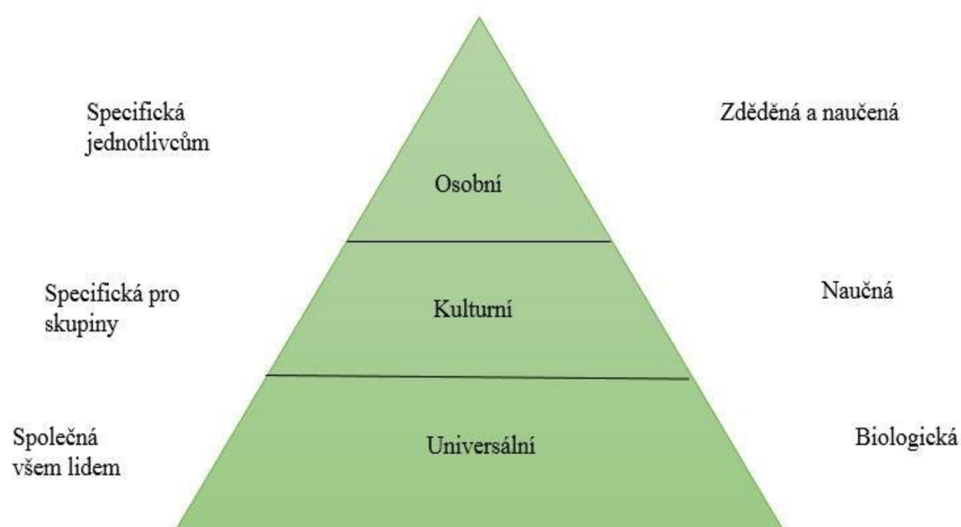 Specifická
jednotlivcům
Zděděná a naučená
Osobní
Specifická pro
skupiny
Naučná
Kulturní
Společná
všem lidem
Biologická
Universální